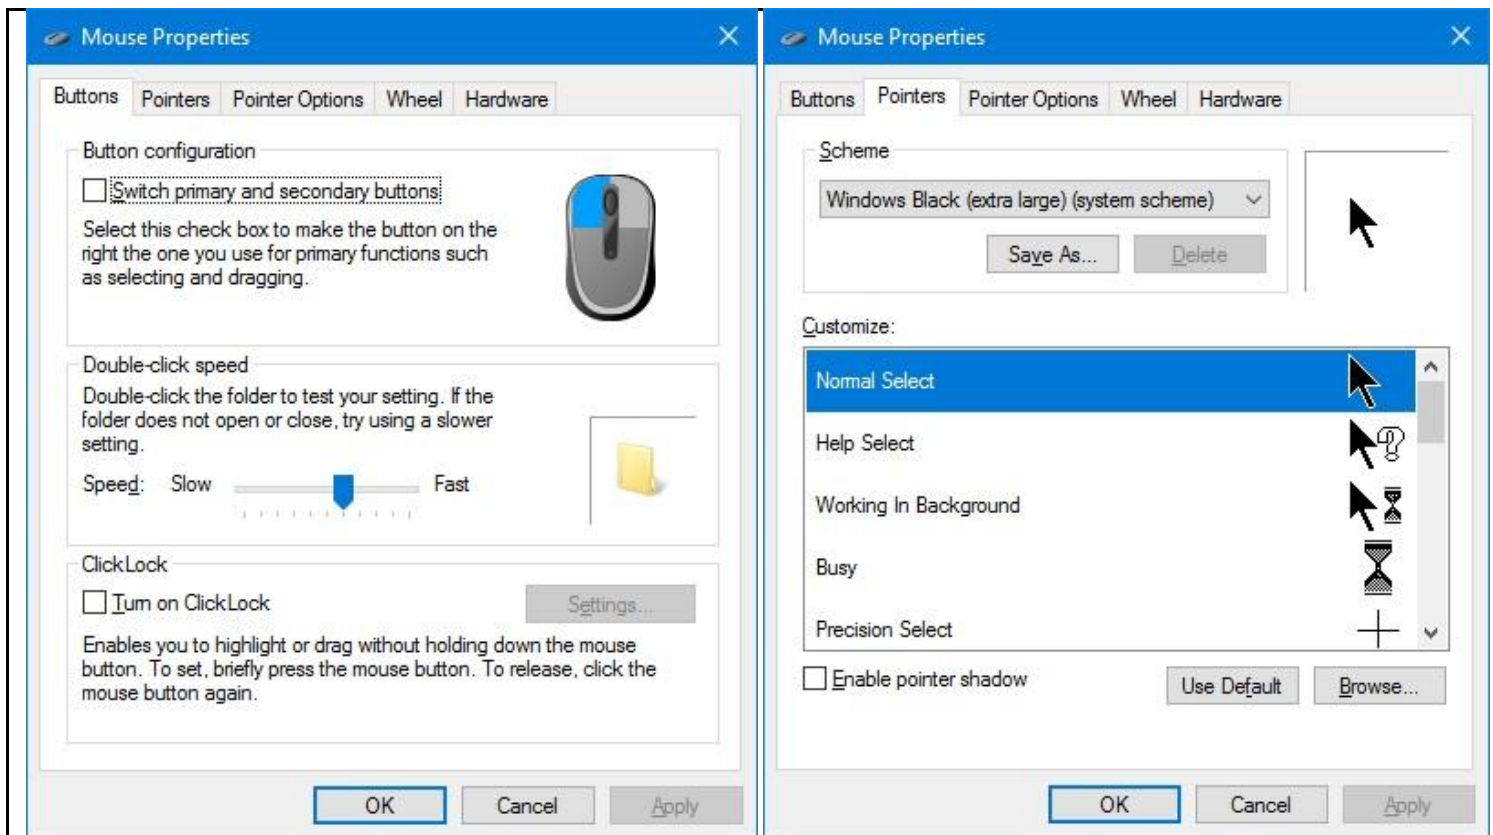 Mouse Properties
Buttons Pointers Pointer Options Wheel Hardware
Button configuration
Switch primary and secondary buttons
Select this check box to make the button on the
right the one you use for primary functions such
as selecting and dragging.
Double-click speed
Double-click the folder to test your setting. If the
folder does not open or close, try using a slower
setting.
Speed: Slow Fast
ClickLock
Turn on ClickLock Settings...
Enables you to highlight or drag without holding down the mouse
button. To set, briefly press the mouse button. To release, click the
mouse button again.
OK Cancel Apply
Mouse Properties
Buttons Pointers Pointer Options Wheel Hardware
Scheme
Windows Black (extra large) (system scheme)
Save As... Delete
Customize:
Normal Select
Help Select
Working In Background
Busy
Precision Select
Enable pointer shadow Use Default Browse...
OK Cancel Apply